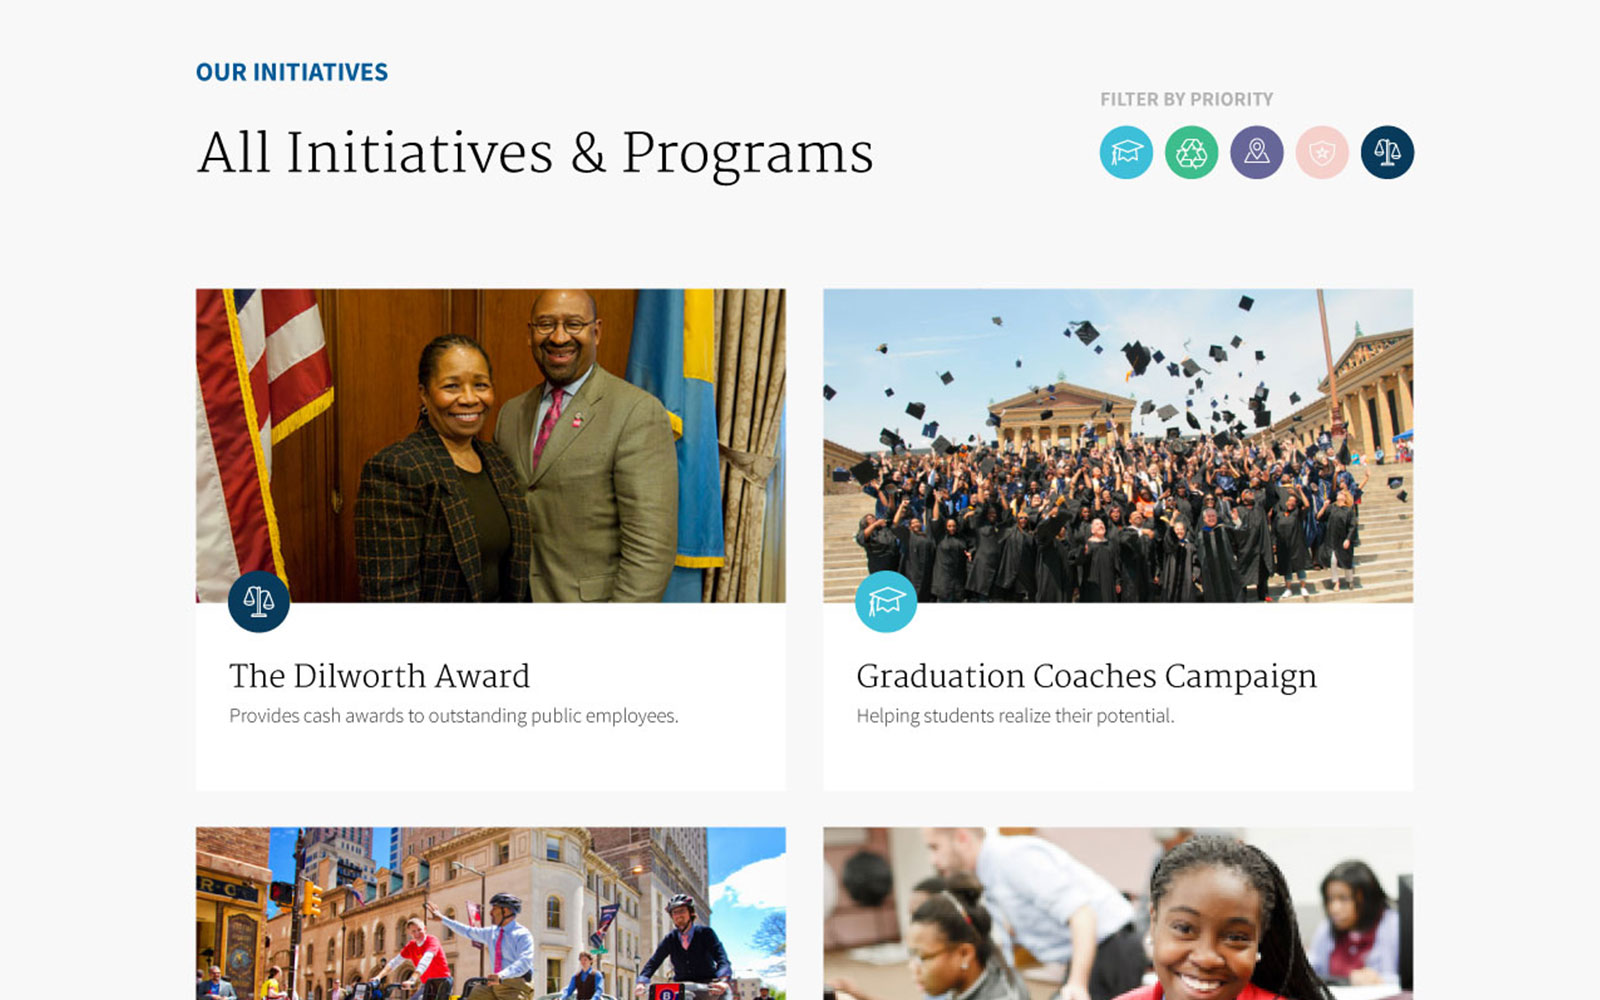 OUR INITIATIVES
FILTER BY PRIORITY
All Initiatives & Programs
The Dilworth Award
Provides cash awards to outstanding public employees.
Graduation Coaches Campaign
Helping students realize their potential.